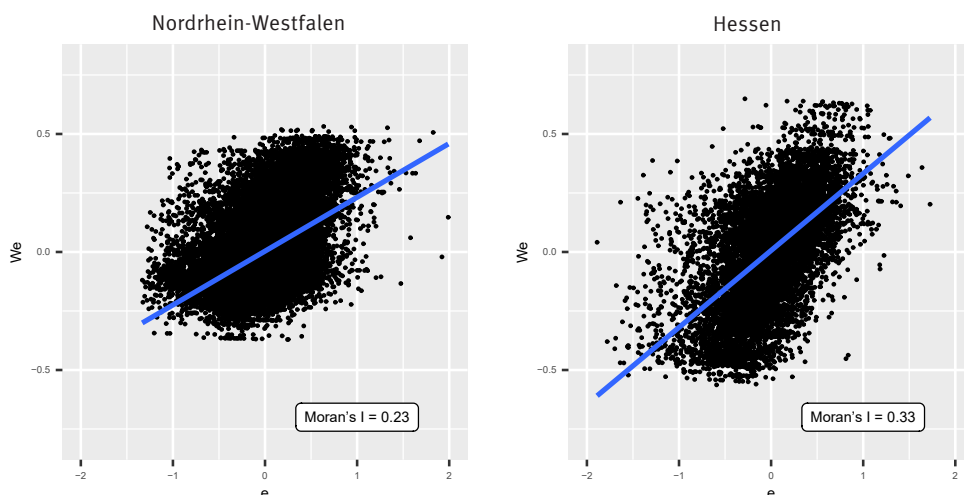 Nordrhein-Westfalen
We
0.5
0.0
−0.5
Moran's I = 0.23
−2 −1 0 1 2
e
Hessen
We
0.5
0.0
−0.5
Moran's I = 0.33
−2 −1 0 1 2
e